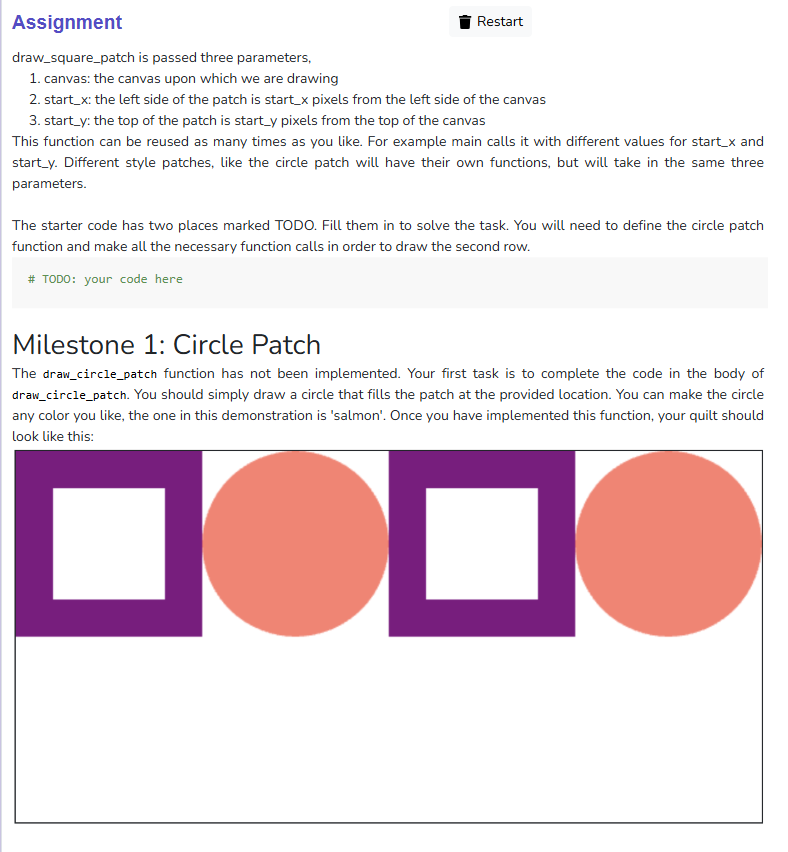 Assignment
Restart
draw_square_patch is passed three parameters,
1. canvas: the canvas upon which we are drawing
2. start_x: the left side of the patch is start_x pixels from the left side of the canvas
3. start_y: the top of the patch is start_y pixels from the top of the canvas
This function can be reused as many times as you like. For example main calls it with different values for start_x and
start_y. Different style patches, like the circle patch will have their own functions, but will take in the same three
parameters.
The starter code has two places marked TODO. Fill them in to solve the task. You will need to define the circle patch
function and make all the necessary function calls in order to draw the second row.
# TODO: your code here
Milestone 1: Circle Patch
The draw_circle_patch function has not been implemented. Your first task is to complete the code in the body of
draw_circle_patch. You should simply draw a circle that fills the patch at the provided location. You can make the circle
any color you like, the one in this demonstration is 'salmon'. Once you have implemented this function, your quilt should
look like this: